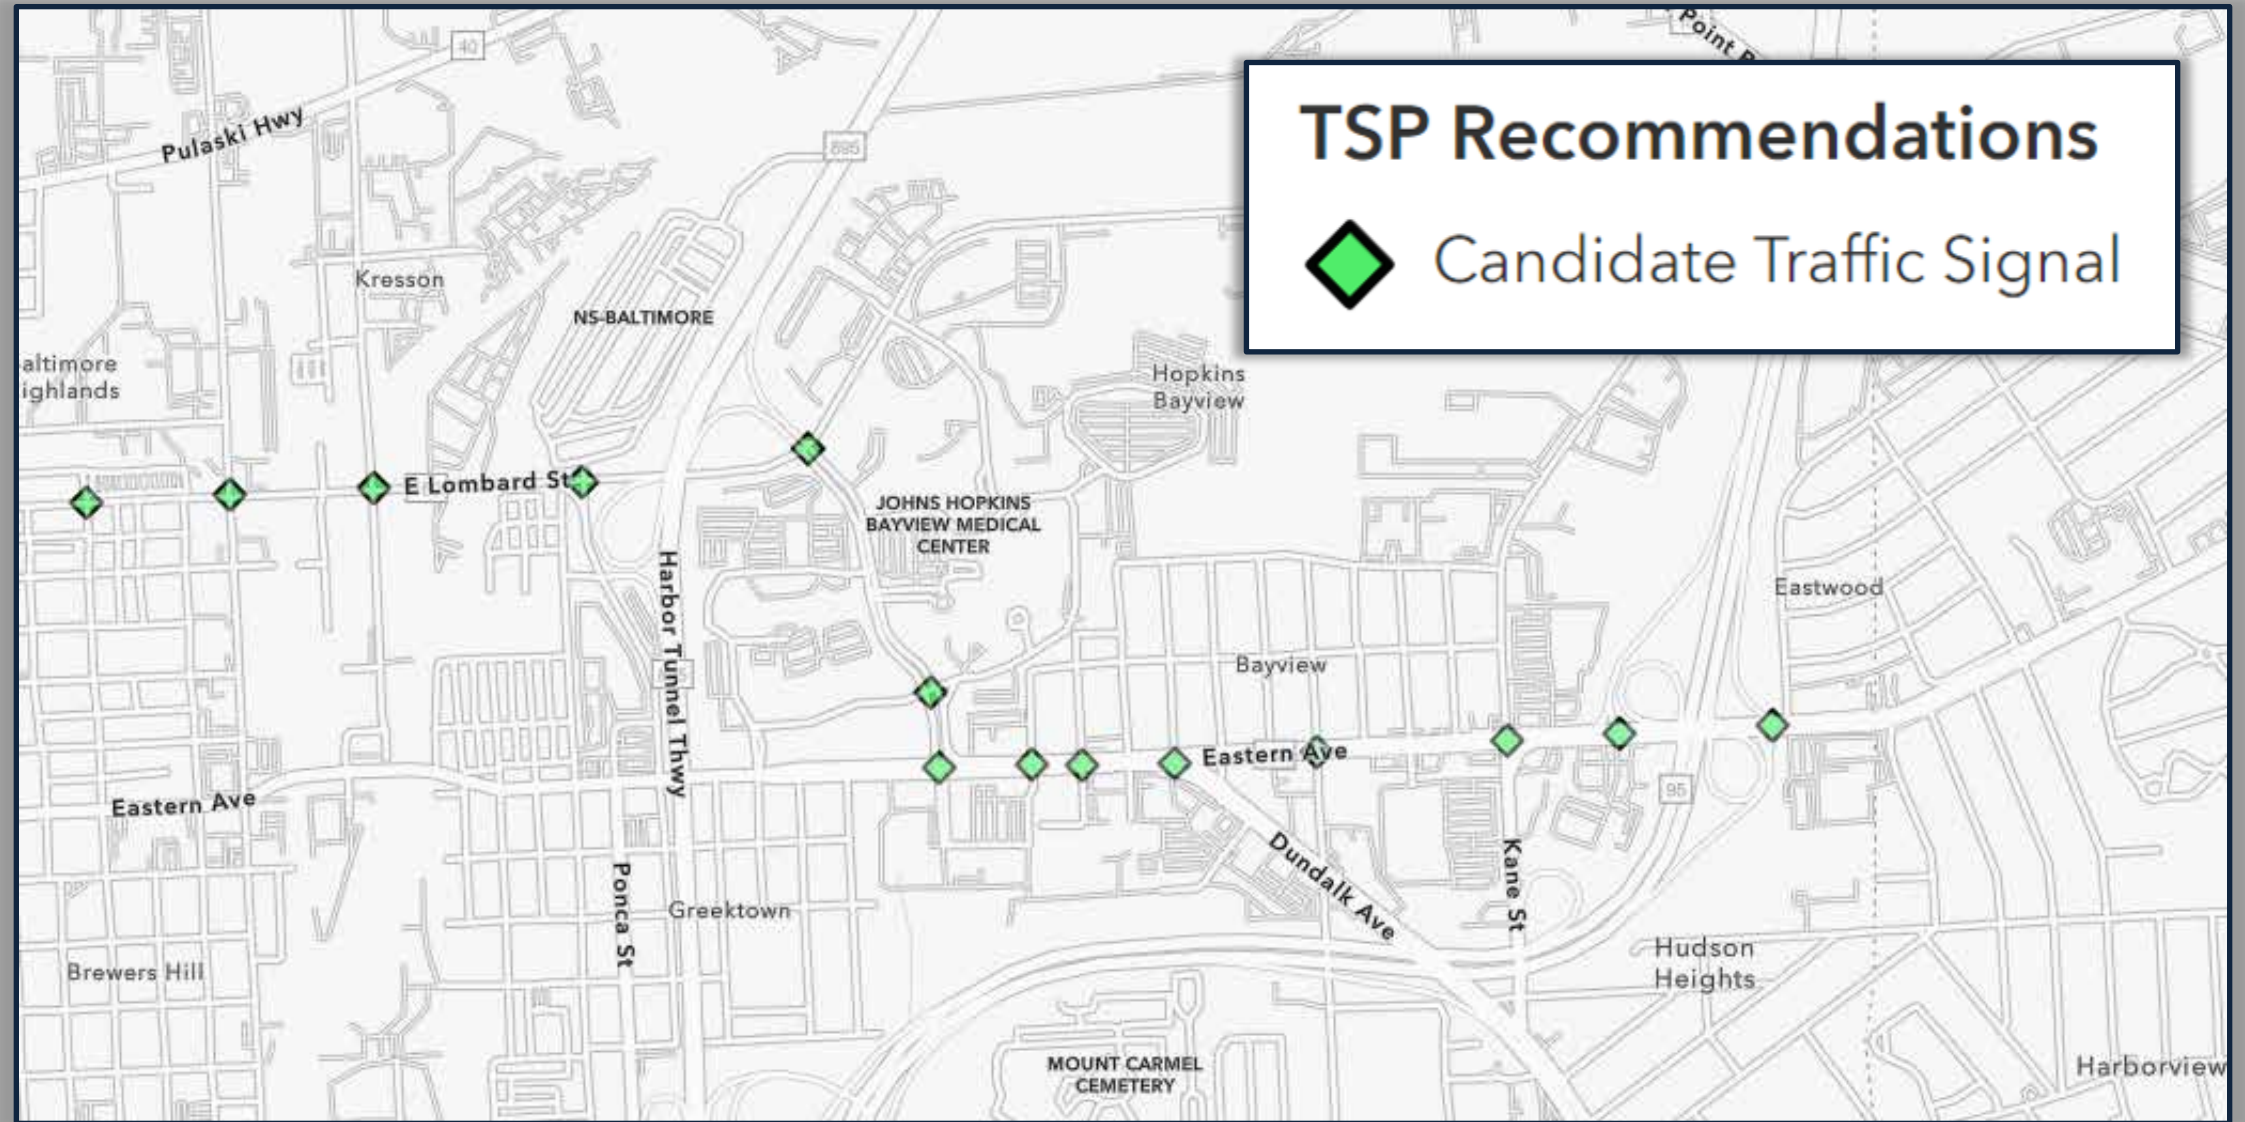 40
Point
Pulaski Hwy
TSP Recommendations
895
Candidate Traffic Signal
Kresson
NS-BALTIMORE
altimore
ighlands
Hopkins
Bayview
E Lombard St
JOHNS HOPKINS
BAYVIEW MEDICAL
CENTER
Harbor Tunnel Thwy
Eastwood
Bayview
Eastern Ave
Eastern Ave
95
Dundalk Ave
Kane St
Ponca St
Greektown
Brewers Hill
Hudson
Heights
MOUNT CARMEL
CEMETERY
Harborview